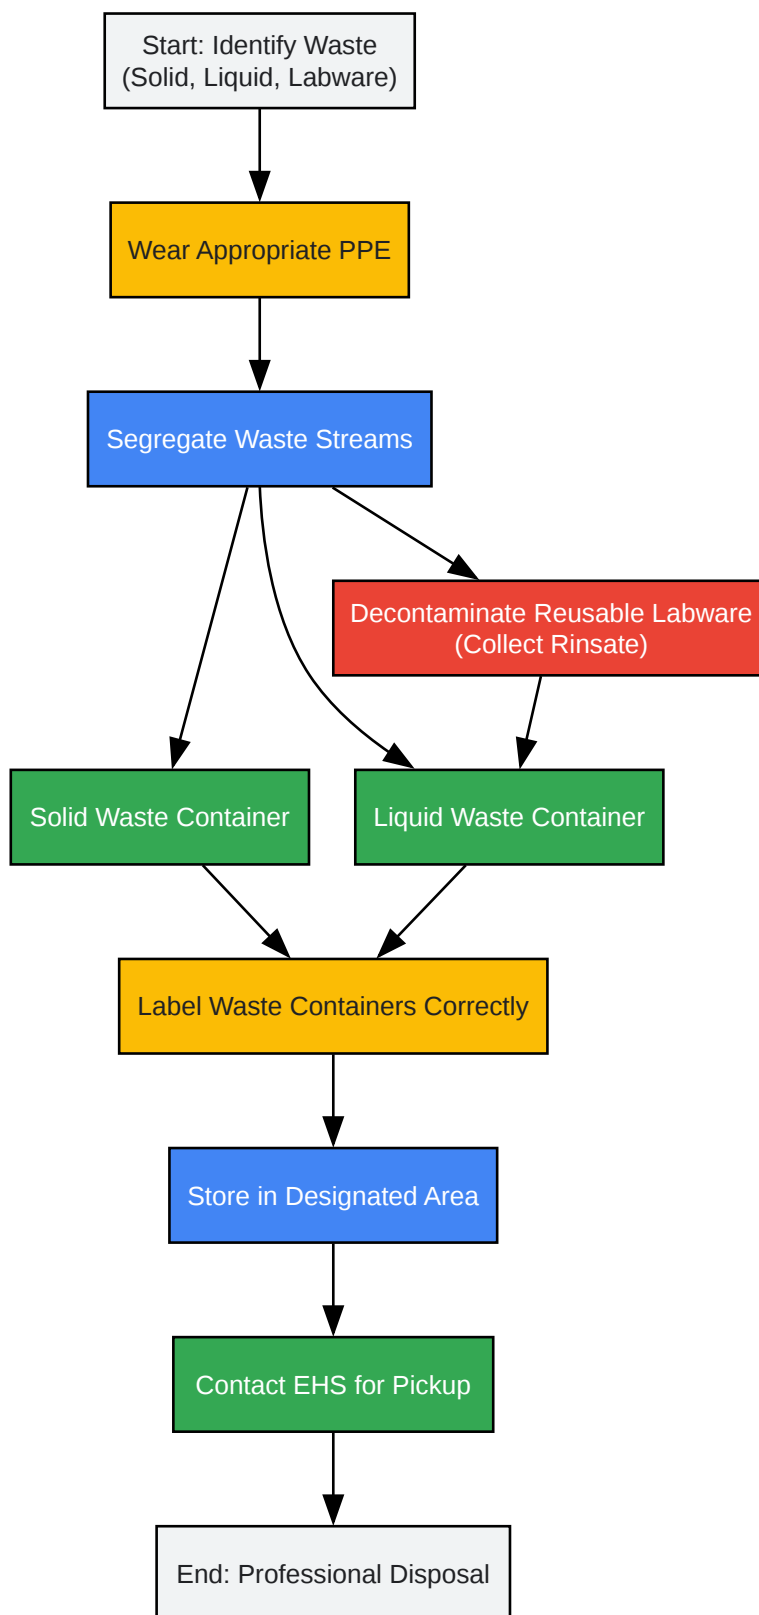 Start: Identify Waste
(Solid, Liquid, Labware)
Wear Appropriate PPE
Segregate Waste Streams
Decontaminate Reusable Labware
(Collect Rinsate)
Solid Waste Container
Liquid Waste Container
Label Waste Containers Correctly
Store in Designated Area
Contact EHS for Pickup
End: Professional Disposal